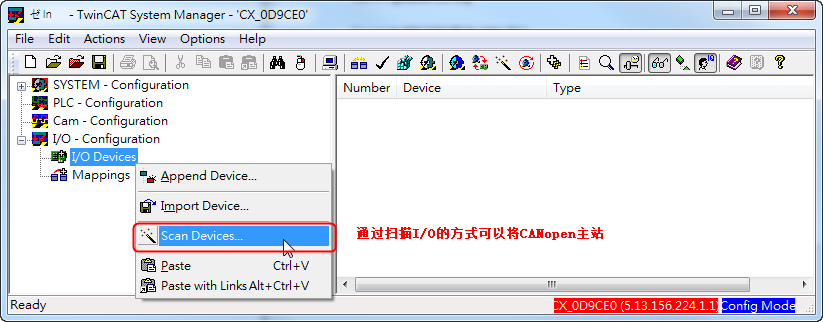 ゼIn - TwinCAT System Manager - 'CX_0D9CE0'
File Edit Actions View Options Help
SYSTEM - Configuration
PLC - Configuration
Cam - Configuration
I/O - Configuration
I/O Devices
Mappings
Append Device...
Import Device...
Scan Devices...
Paste Ctrl+V
Paste with Links Alt+Ctrl+V
Number Device Type
通过扫描I/O的方式可以将CANopen主站
Ready
CX_0D9CE0 (5.13.156.224.1.1) Config Mode